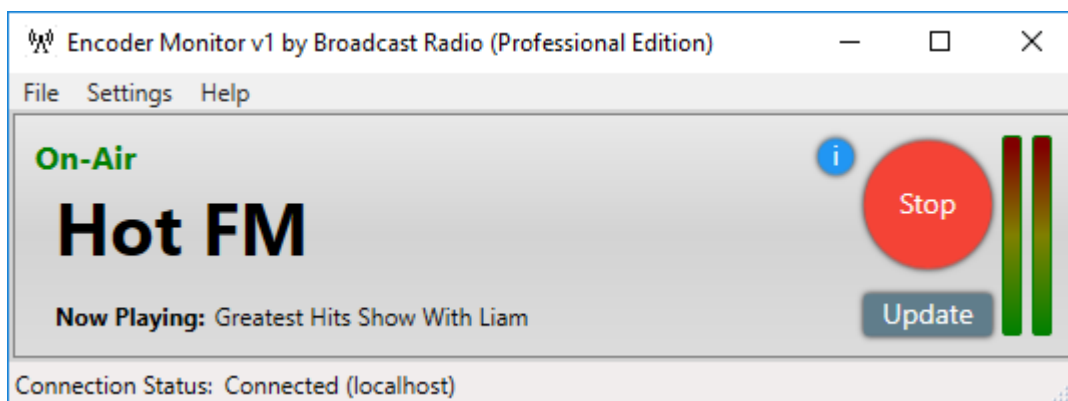 Encoder Monitor v1 by Broadcast Radio (Professional Edition)
File Settings Help
On-Air
i
Stop
Hot FM
Now Playing: Greatest Hits Show With Liam
Update
Connection Status: Connected (localhost)